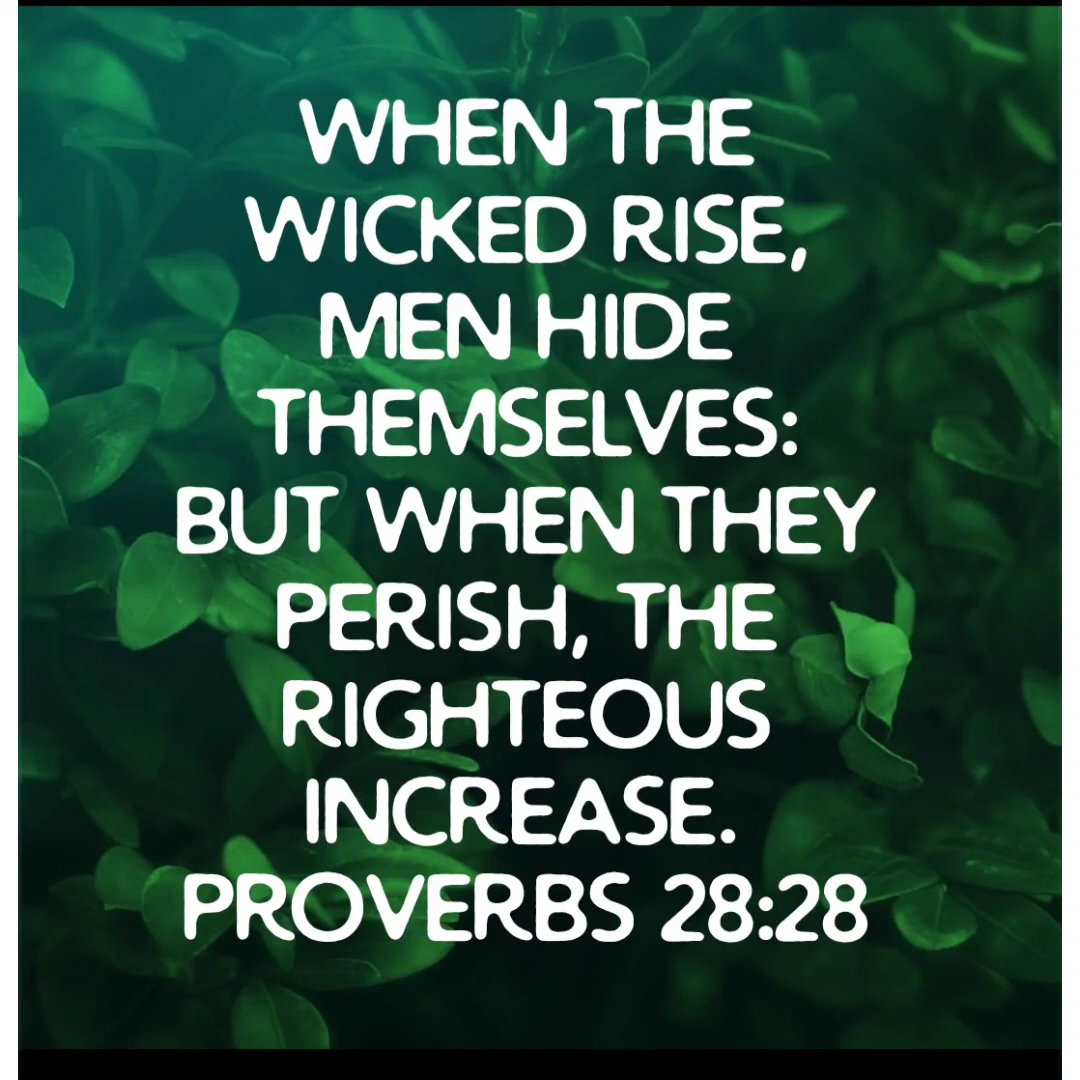 WHEN THE
WICKED RISE,
MEN HIDE
THEMSELVES:
BUT WHEN THEY
PERISH, THE
RIGHTEOUS
INCREASE.
PROVERBS 28:28